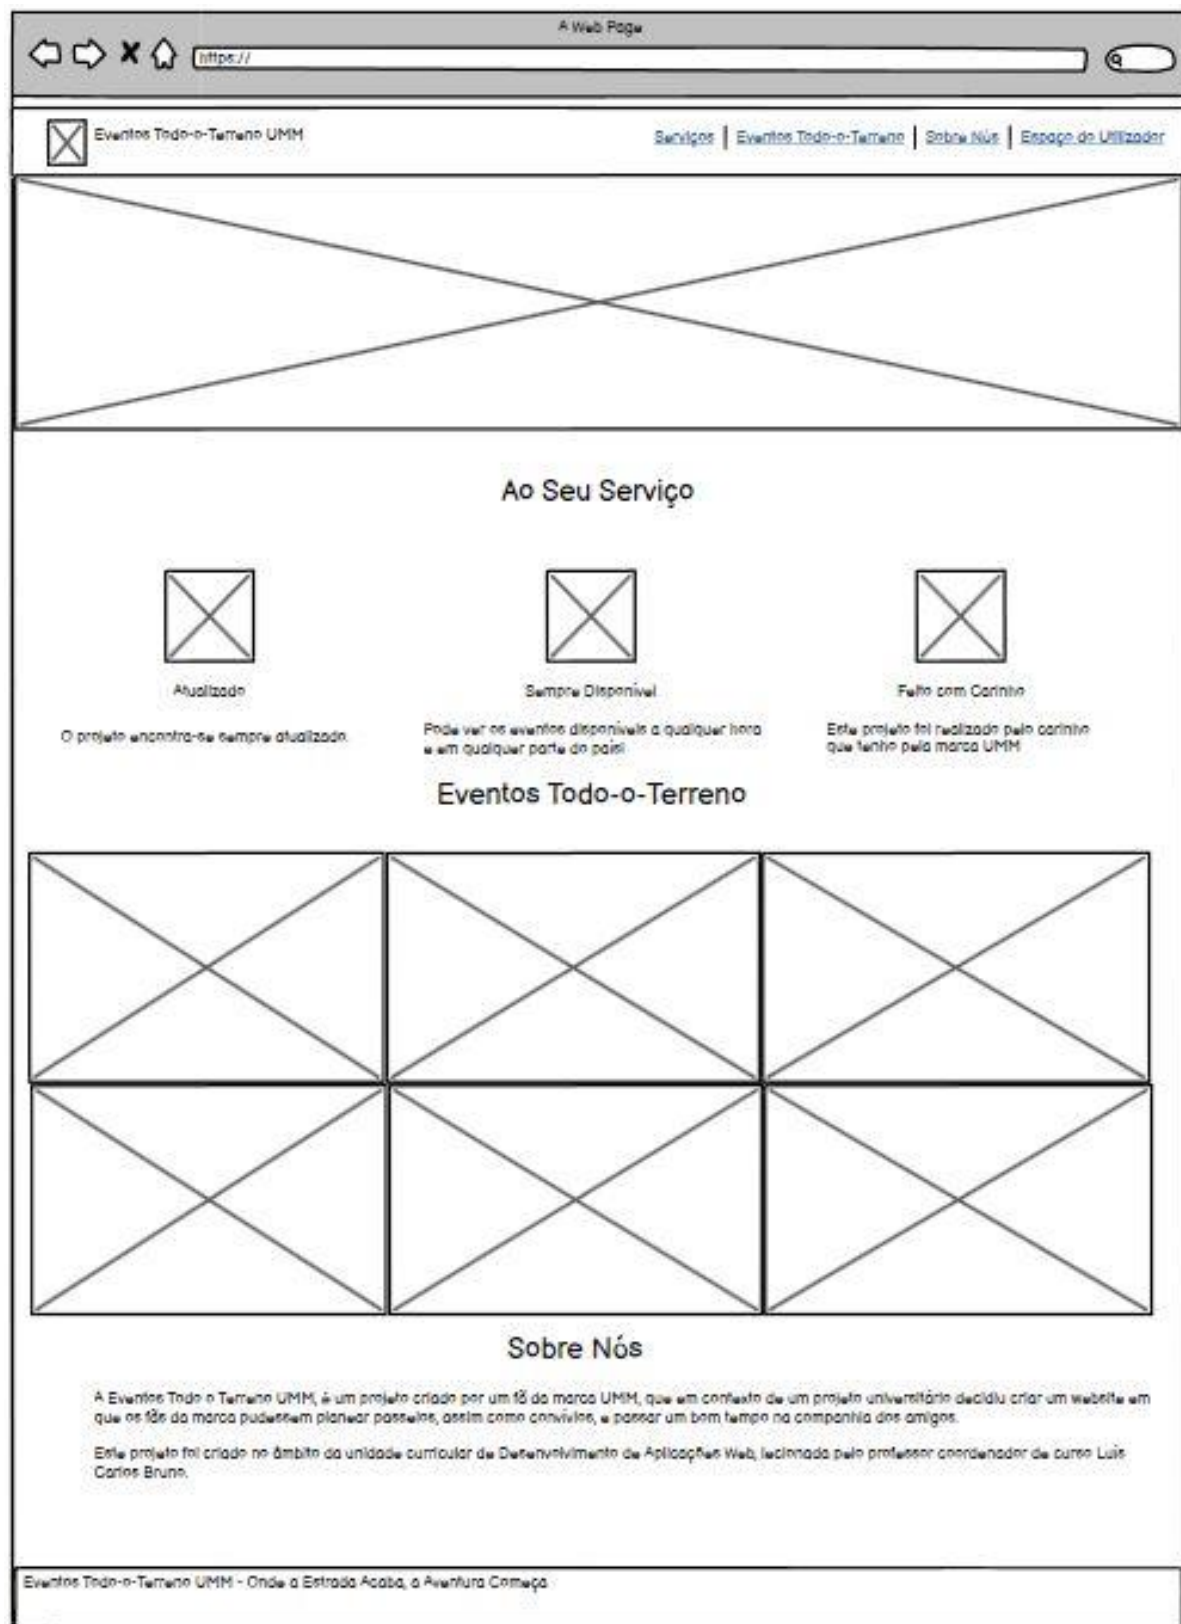 A Web Page
https://
Eventos Todo-o-Terreno UMM
Serviços | Eventos Todo-o-Terreno | Sobre Nós | Espaço do Utilizador
Ao Seu Serviço
Atualizado
Sempre Disponível
Feito com Carinho
O projeto encontra-se sempre atualizado.
Pode ver os eventos disponíveis a qualquer hora
e em qualquer parte do país!
Este projeto foi realizado pelo carinho
que tenho pela marca UMM
Eventos Todo-o-Terreno
Sobre Nós
A Eventos Todo o Terreno UMM, é um projeto criado por um fã da marca UMM, que em contexto de um projeto universitário decidiu criar um website em
que os fãs da marca pudessem planear passeios, assim como convívios, e passar um bom tempo na companhia dos amigos.
Este projeto foi criado no âmbito da unidade curricular de Desenvolvimento de Aplicações Web, lecionada pelo professor coordenador de curso Luís
Carlos Bruno.
Eventos Todo-o-Terreno UMM - Onde a Estrada Acaba, a Aventura Começa